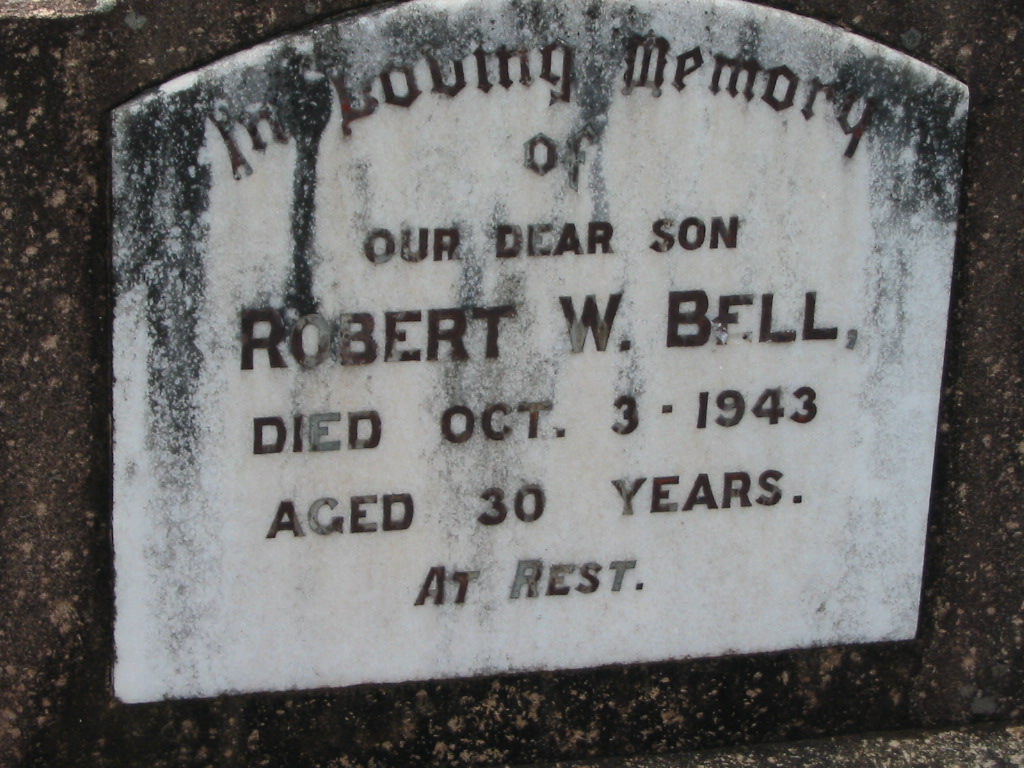 In Loving Memory
of
OUR DEAR SON
ROBERT W. BELL,
DIED OCT. 3 - 1943
AGED 30 YEARS.
AT REST.